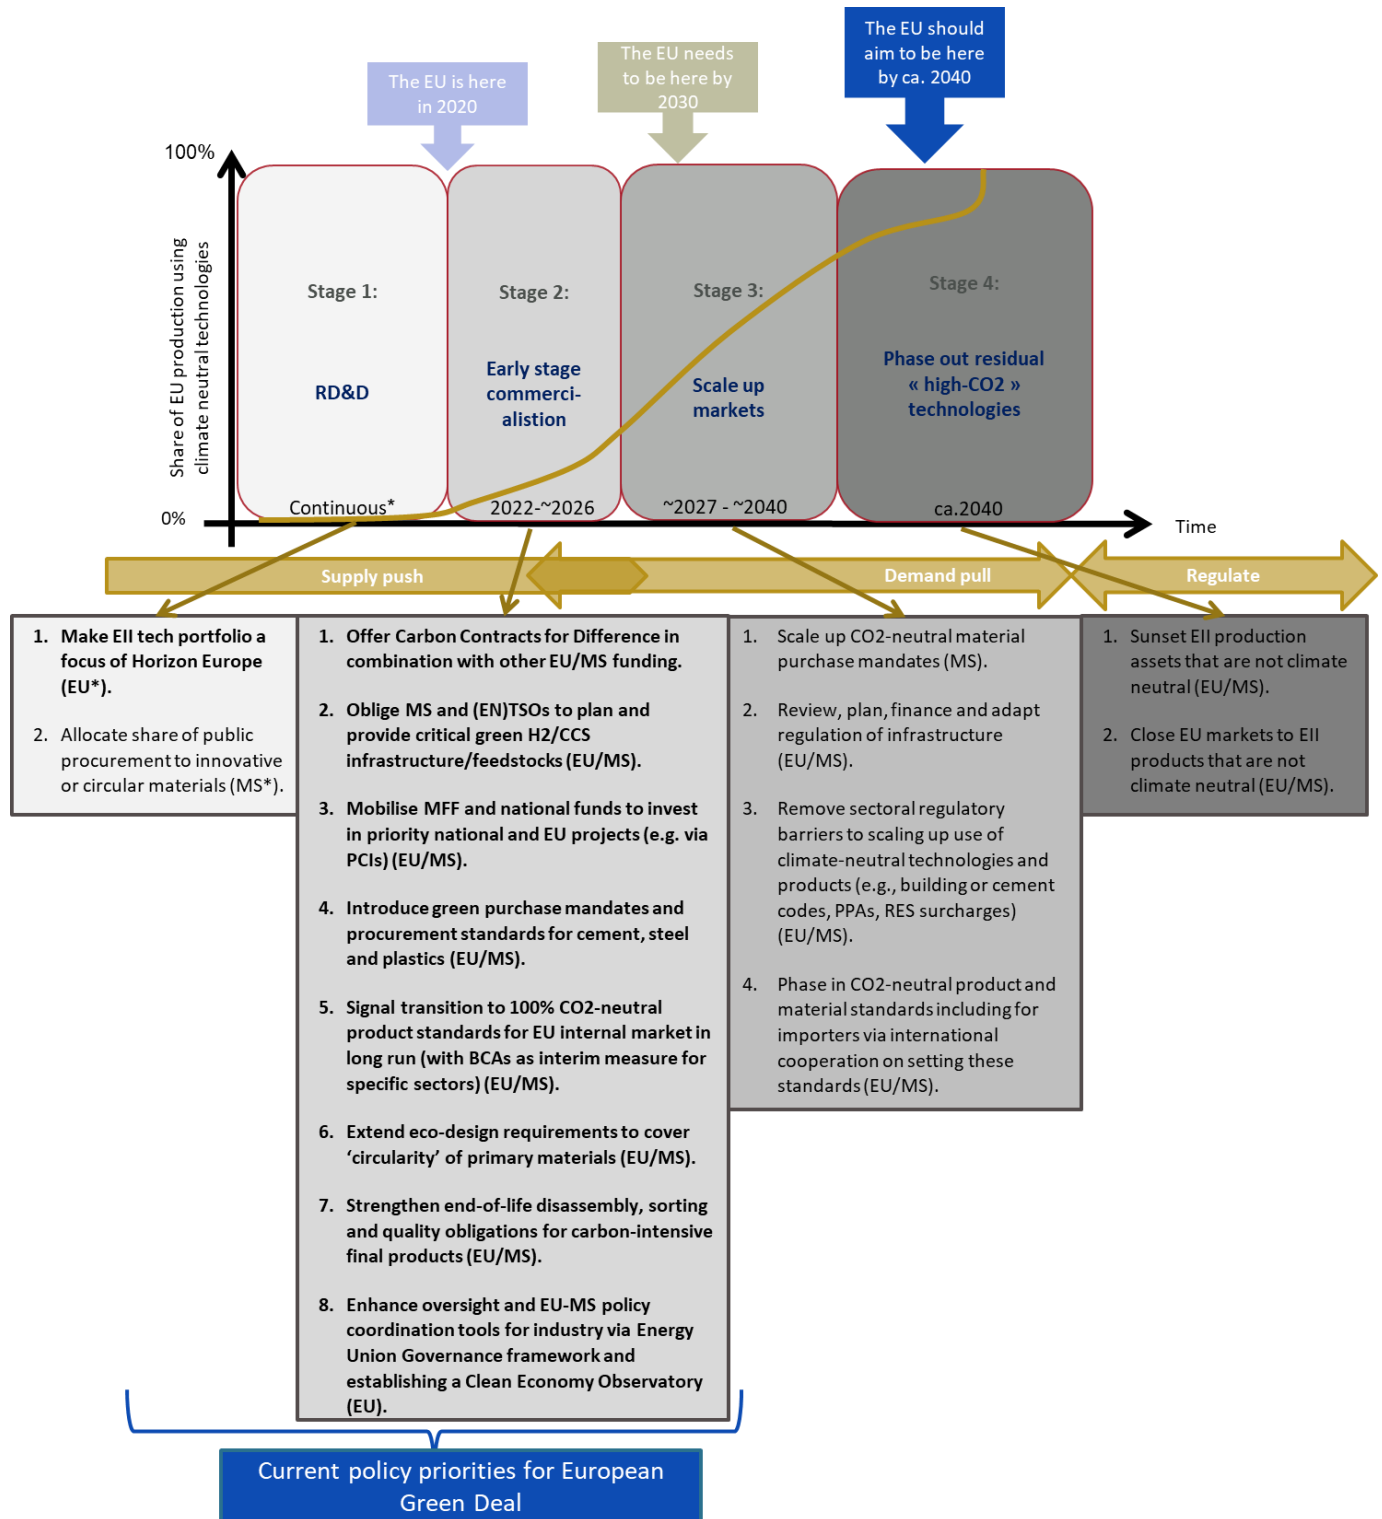 The EU is here
in 2020
The EU needs
to be here by
2030
The EU should
aim to be here
by ca. 2040
100%
Share of EU production using
climate neutral technologies
0%
Stage 1:
RD&D
Continuous*
Stage 2:
Early stage
commerci-
alistion
2022-~2026
Stage 3:
Scale up
markets
~2027 - ~2040
Stage 4:
Phase out residual
« high-CO2 »
technologies
ca.2040
Time
Supply push
Demand pull
Regulate
1. Make EII tech portfolio a
focus of Horizon Europe
(EU*).
2. Allocate share of public
procurement to innovative
or circular materials (MS*).
1. Offer Carbon Contracts for Difference in
combination with other EU/MS funding.
2. Oblige MS and (EN)TSOs to plan and
provide critical green H2/CCS
infrastructure/feedstocks (EU/MS).
3. Mobilise MFF and national funds to invest
in priority national and EU projects (e.g. via
PCIs) (EU/MS).
4. Introduce green purchase mandates and
procurement standards for cement, steel
and plastics (EU/MS).
5. Signal transition to 100% CO2-neutral
product standards for EU internal market in
long run (with BCAs as interim measure for
specific sectors) (EU/MS).
6. Extend eco-design requirements to cover
‘circularity’ of primary materials (EU/MS).
7. Strengthen end-of-life disassembly, sorting
and quality obligations for carbon-intensive
final products (EU/MS).
8. Enhance oversight and EU-MS policy
coordination tools for industry via Energy
Union Governance framework and
establishing a Clean Economy Observatory
(EU).
1. Scale up CO2-neutral material
purchase mandates (MS).
2. Review, plan, finance and adapt
regulation of infrastructure
(EU/MS).
3. Remove sectoral regulatory
barriers to scaling up use of
climate-neutral technologies and
products (e.g., building or cement
codes, PPAs, RES surcharges)
(EU/MS).
4. Phase in CO2-neutral product and
material standards including for
importers via international
cooperation on setting these
standards (EU/MS).
1. Sunset EII production
assets that are not climate
neutral (EU/MS).
2. Close EU markets to EII
products that are not
climate neutral (EU/MS).
Current policy priorities for European
Green Deal